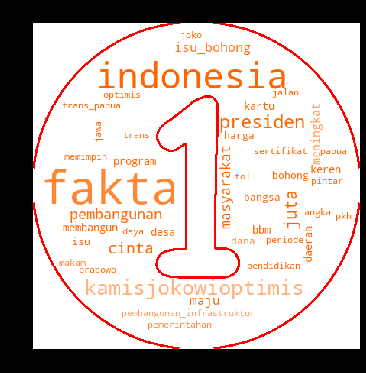 joko
isu_bohong
indonesia
optimis
jalan
trans_papua
kartu
jawa
presiden
meningkat
trans
harga
masyarakat
sertifikat
papua
memimpin
program
fakta
tol
bohong
keren
pintar
bangsa
juta
pembangunan
angka
pkh
membangun
daya
desa
bbm
daerah
isu
cinta
dana
periode
makam
prabowo
pendidikan
kamisjokowioptimis
maju
pembangunan_infrastruktur
pemerintahan
1